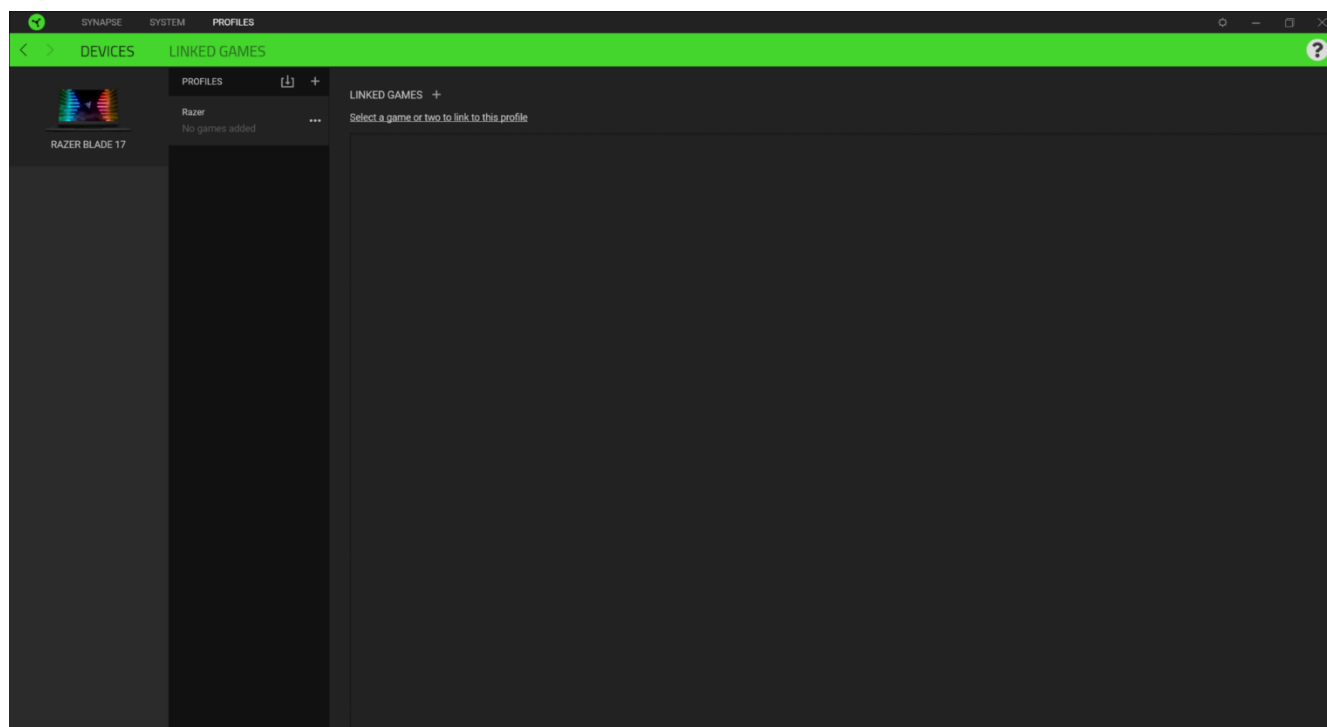 SYNAPSE SYSTEM PROFILES
DEVICES LINKED GAMES
?
PROFILES
Razer
No games added
RAZER BLADE 17
LINKED GAMES +
Select a game or two to link to this profile